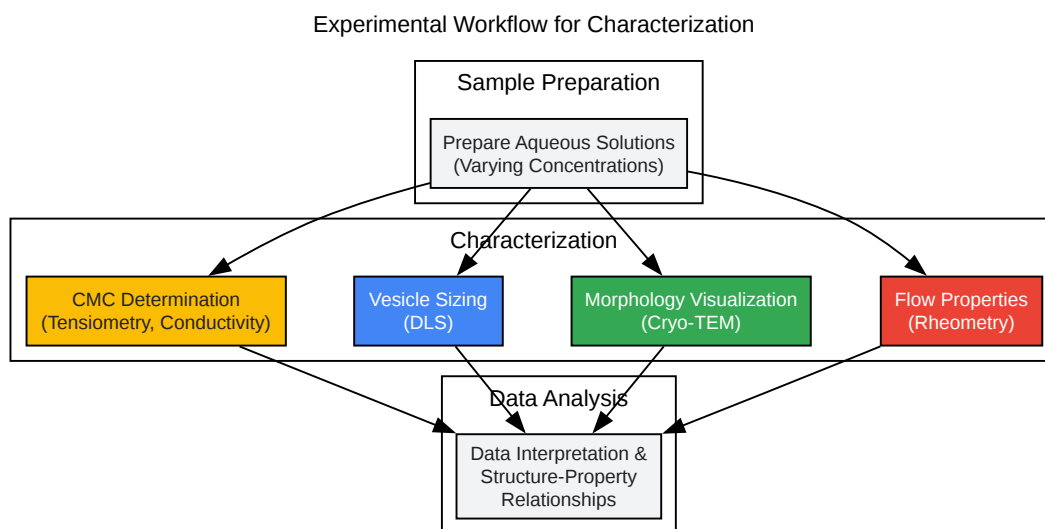 Experimental Workflow for Characterization
Sample Preparation
Prepare Aqueous Solutions
(Varying Concentrations)
Characterization
CMC Determination
(Tensiometry, Conductivity)
Vesicle Sizing
(DLS)
Morphology Visualization
(Cryo-TEM)
Flow Properties
(Rheometry)
Data Analysis
Data Interpretation &
Structure-Property
Relationships